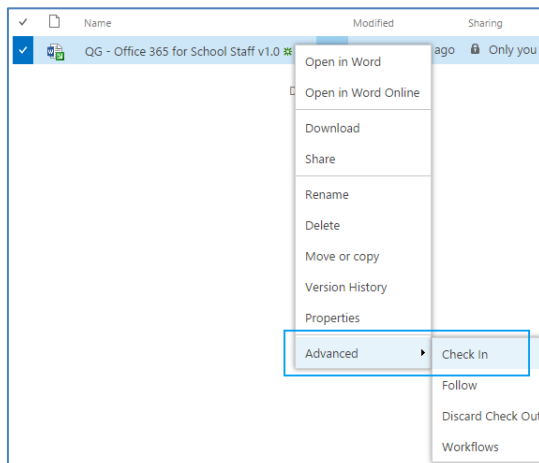 Name Modified Sharing
QG - Office 365 for School Staff v1.0 ago Only you
Open in Word
Open in Word Online
Download
Share
Rename
Delete
Move or copy
Version History
Properties
Advanced Check In
Follow
Discard Check Out
Workflows